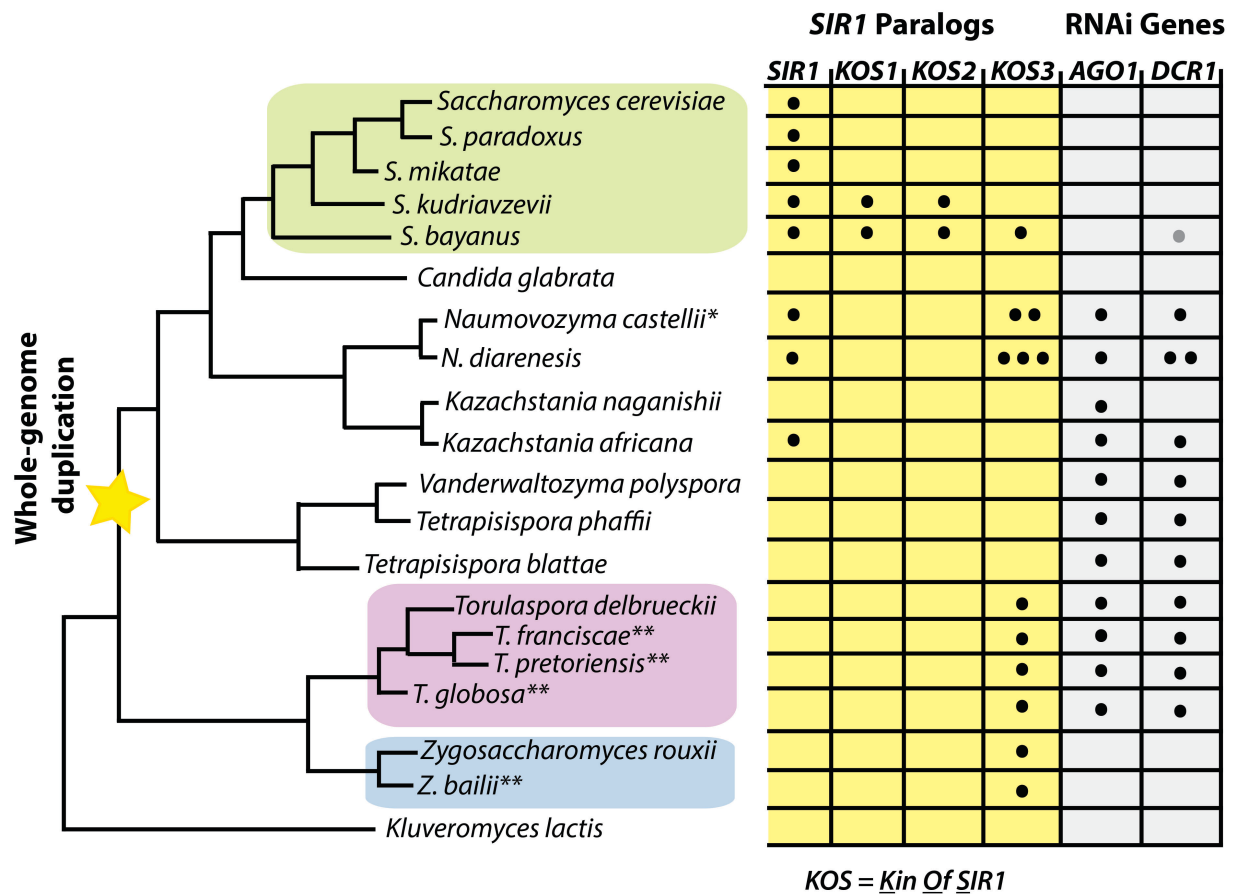 SIR1 Paralogs RNAi Genes
SIR1 KOS1 KOS2 KOS3 AGO1 DCR1
Saccharomyces cerevisiae
S. paradoxus
S. mikatae
S. kudriavzevii
S. bayanus
Candida glabrata
Naumovozyma castellii*
N. diarenesis
Kazachstania naganishii
Kazachstania africana
Vanderwaltozyma polyspora
Tetrapisispora phaffii
Tetrapisispora blattae
Torulaspora delbrueckii
T. franciscae**
T. pretoriensis**
T. globosa**
Zygosaccharomyces rouxii
Z. bailii**
Kluveromyces lactis
Whole-genome
duplication
KOS = Kin Of SIR1